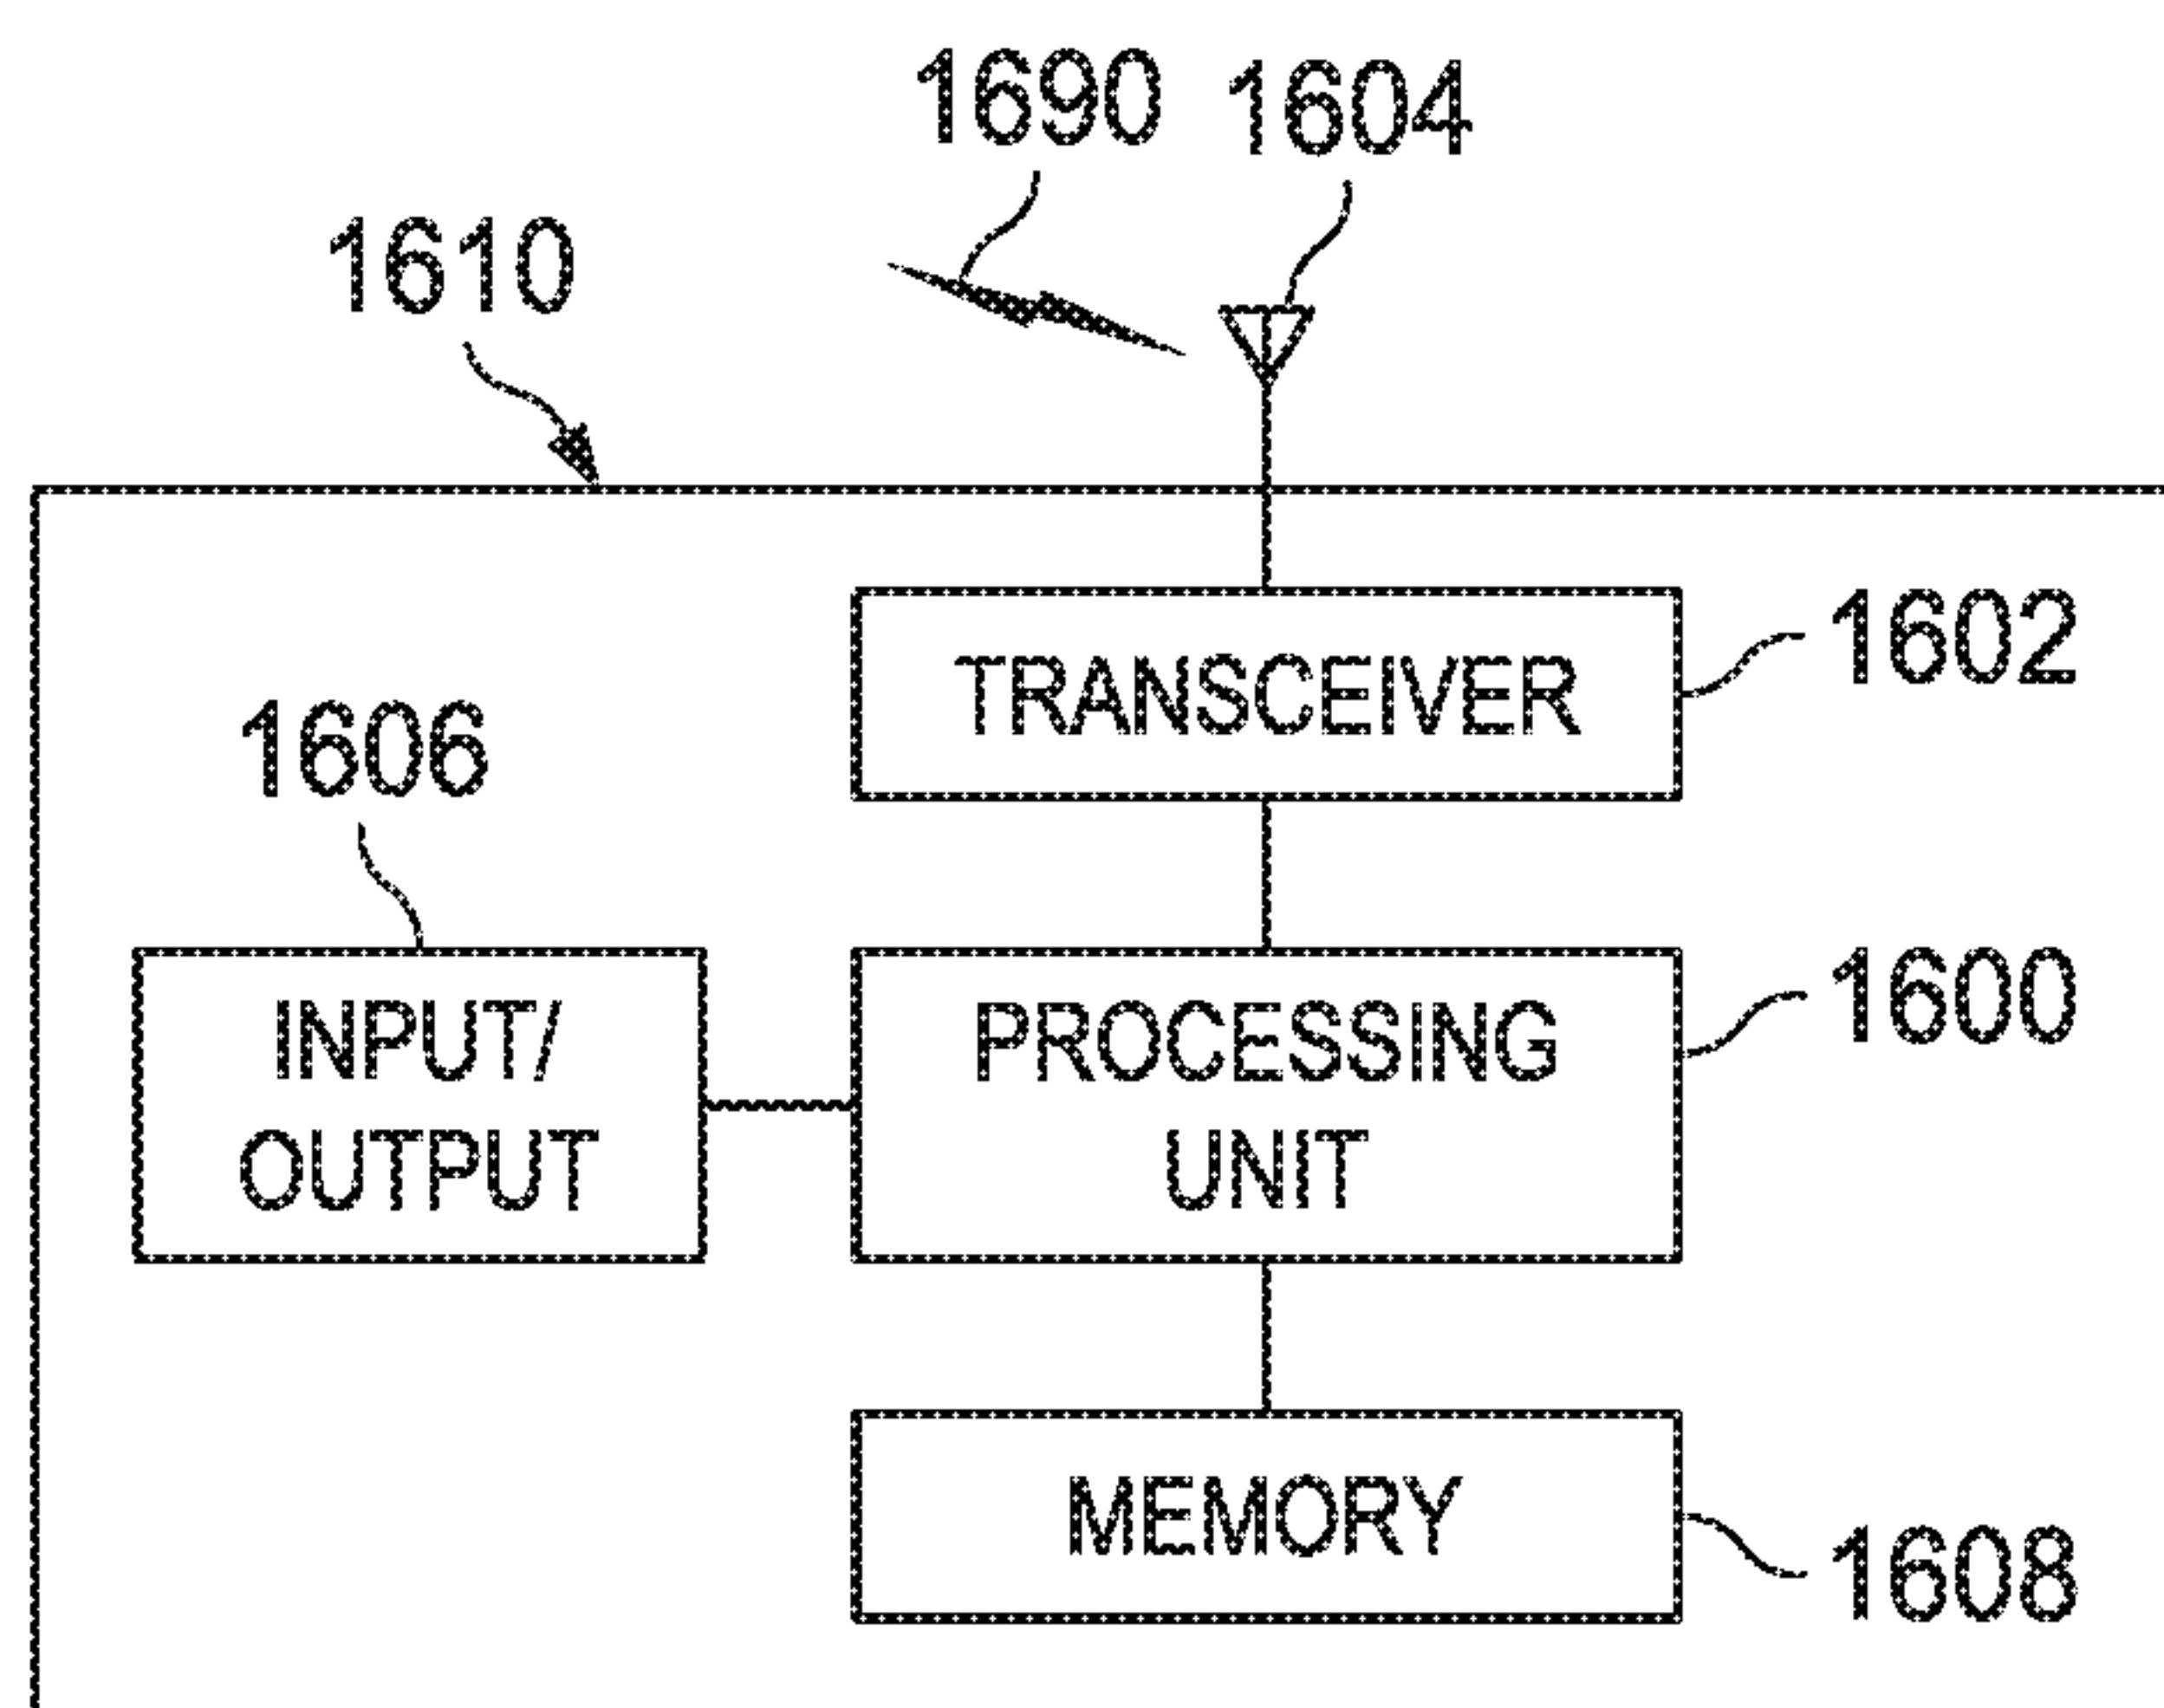 1690 1604
1610
TRANSCEIVER 1602
1606
INPUT/
OUTPUT
PROCESSING
UNIT
1600
MEMORY
1608